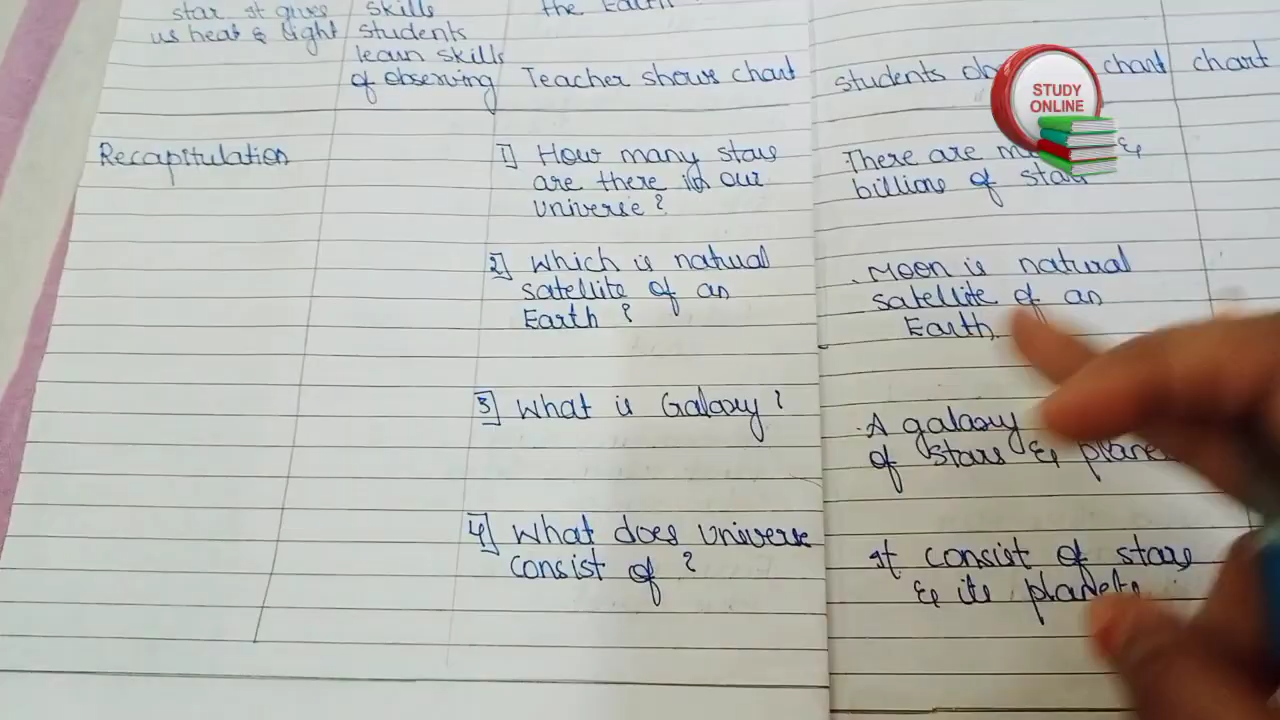 star It gives
us heat & light
skills
students
learn skills
of observing
the Earth
Teacher shows chart
students chart
chart
STUDY
ONLINE
Recapitulation
1] How many stars
are there in our
universe?
There are &
billions of stars
2] Which is natural
satellite of an
Earth ?
. Moon is natural
satellite of an
Earth.
3] What is Galaxy?
. A galaxy
of stars &
4] What does universe
consist of ?
It consist of stars
& its planets.